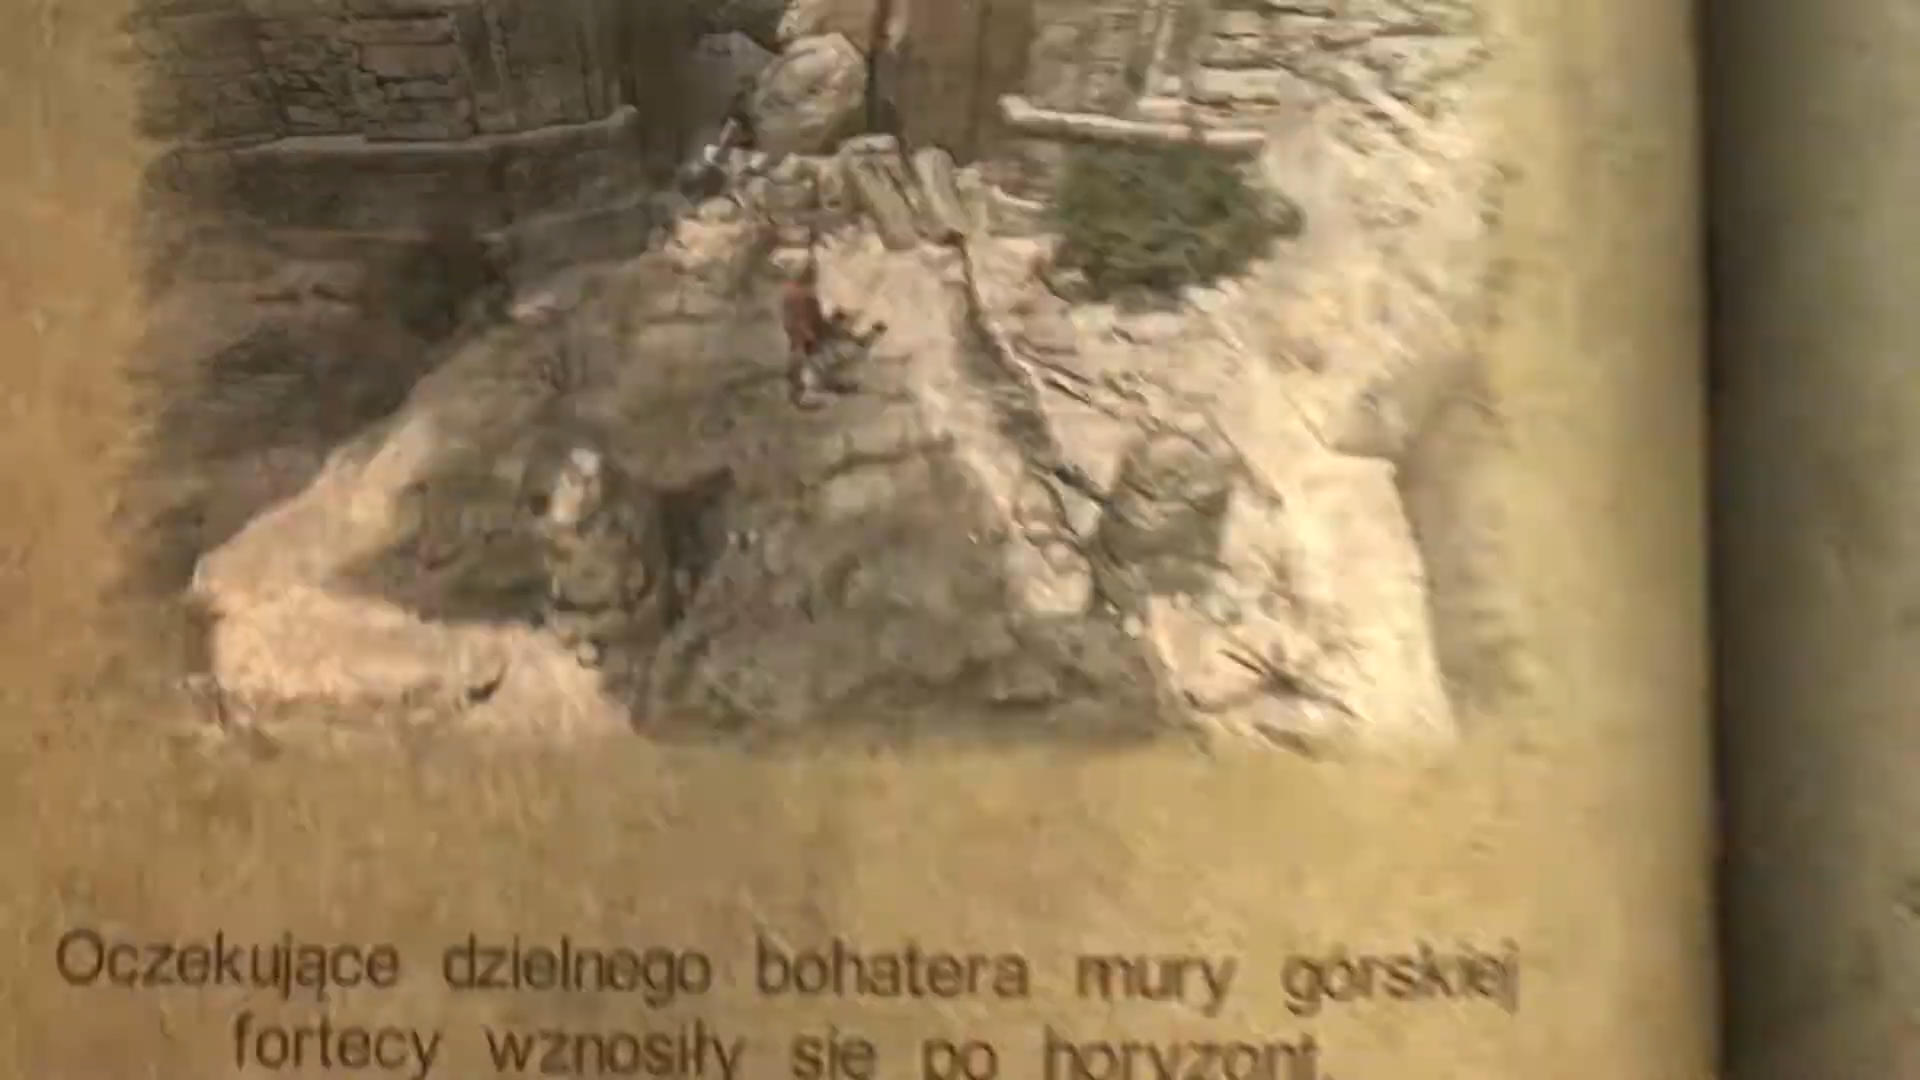 Oczekujące dzielnego bohatera mury górskiej
fortecy wznosiły się po horyzont.